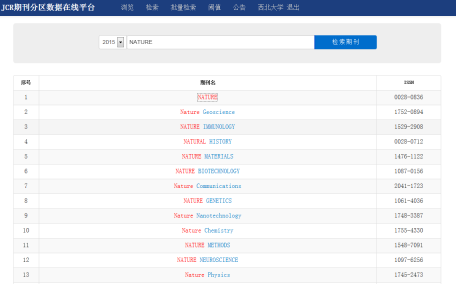 JCR期刊分区数据在线平台 浏览 检索 批量检索 阈值 公告 西北大学 退出
2015 NATURE 检索期刊
部号 期刊名 ISSN
1 NATURE 0028-0836
2 Nature Geoscience 1752-0894
3 NATURE IMMUNOLOGY 1529-2908
4 NATURAL HISTORY 0028-0712
5 NATURE MATERIALS 1476-1122
6 NATURE BIOTECHNOLOGY 1087-0156
7 Nature Communications 2041-1723
8 NATURE GENETICS 1061-4036
9 Nature Nanotechnology 1748-3387
10 Nature Chemistry 1755-4330
11 NATURE METHODS 1548-7091
12 NATURE NEUROSCIENCE 1097-6256
13 Nature Physics 1745-2473